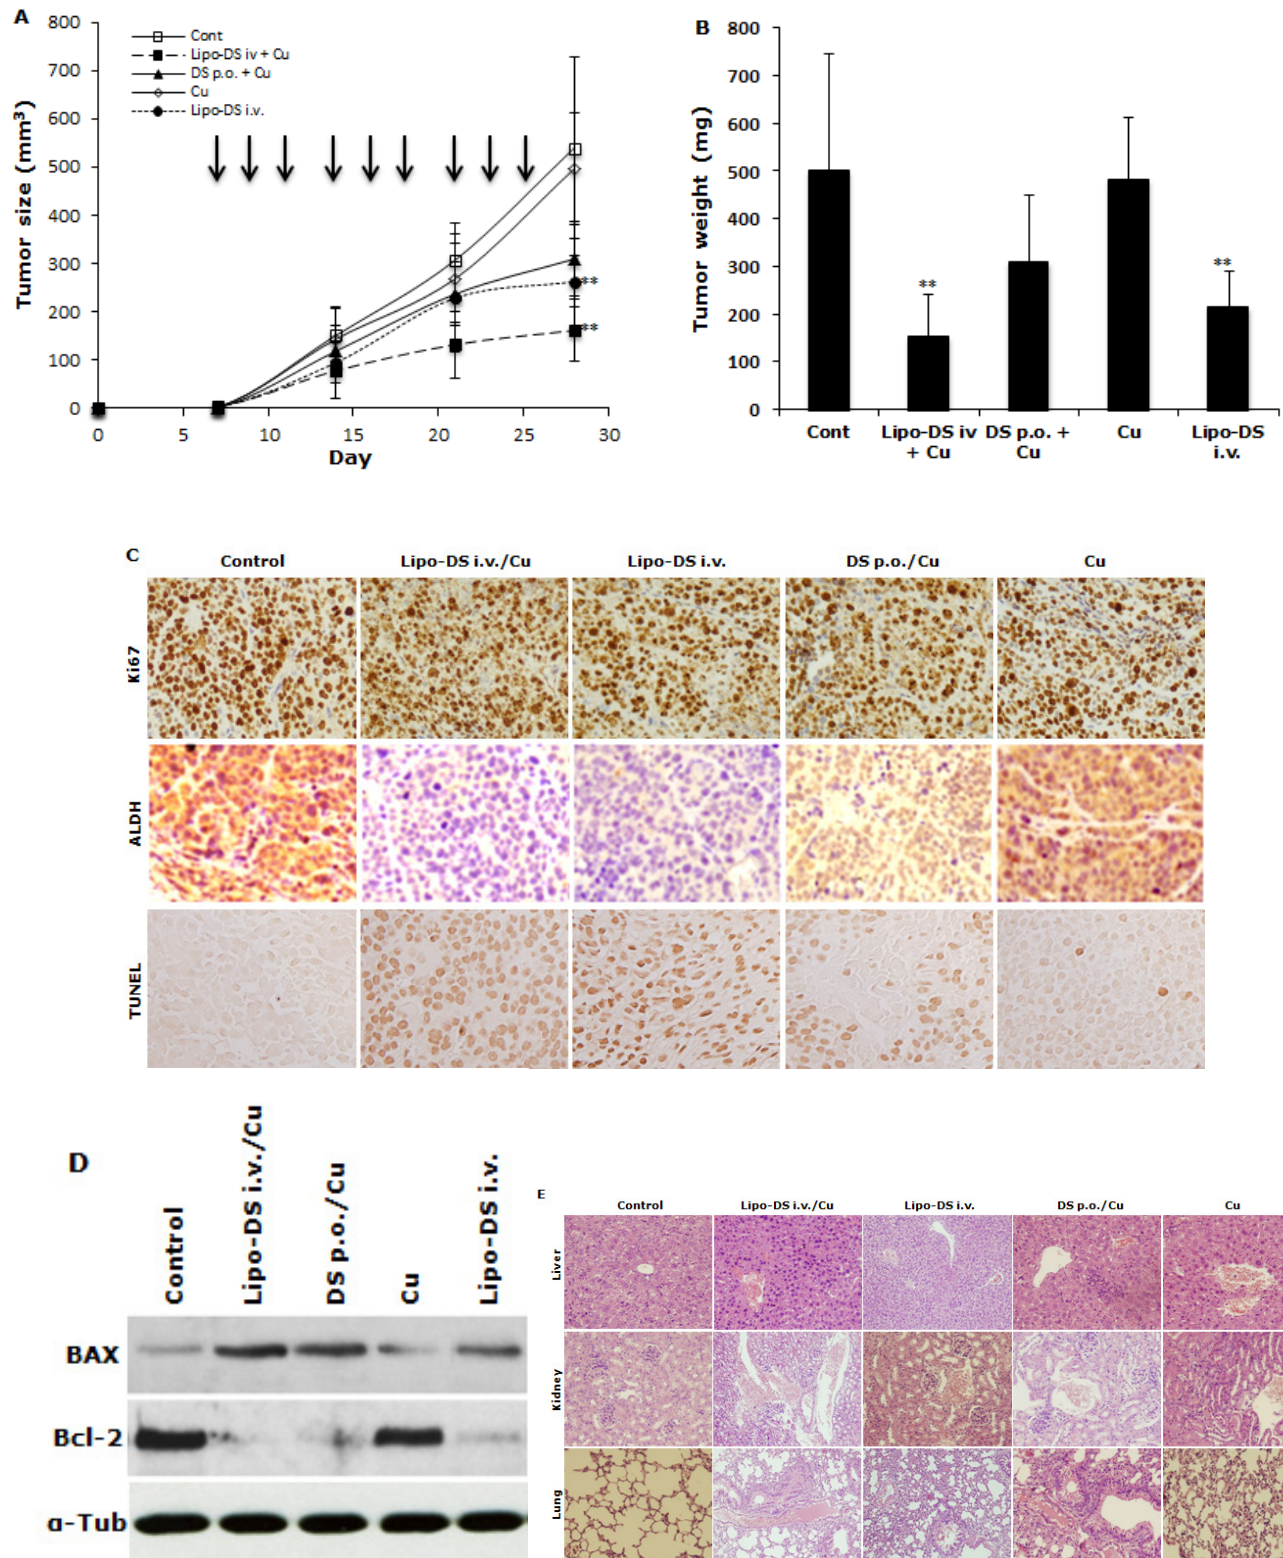 A
800
700
600
500
400
300
200
100
0
Tumor size (mm³)
Cont
Lipo-DS iv + Cu
DS p.o. + Cu
Cu
Lipo-DS i.v.
**
**
0 5 10 15 20 25 30
Day
B
800
700
600
500
400
300
200
100
0
Tumor weight (mg)
**
**
Cont Lipo-DS iv DS p.o. + Cu Lipo-DS
+ Cu Cu i.v.
C
Control Lipo-DS i.v./Cu Lipo-DS i.v. DS p.o./Cu Cu
Ki67
ALDH
TUNEL
D
Control
Lipo-DS i.v./Cu
DS p.o./Cu
Cu
Lipo-DS i.v.
BAX
Bcl-2
α-Tub
E
Control Lipo-DS i.v./Cu Lipo-DS i.v. DS p.o./Cu Cu
Liver
Kidney
Lung